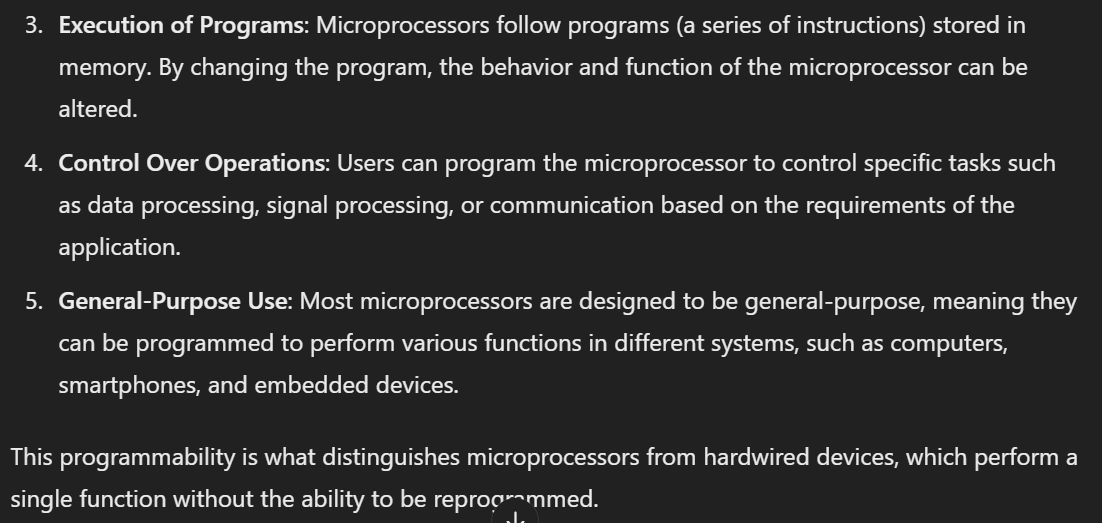 3. Execution of Programs: Microprocessors follow programs (a series of instructions) stored in
memory. By changing the program, the behavior and function of the microprocessor can be
altered.
4. Control Over Operations: Users can program the microprocessor to control specific tasks such
as data processing, signal processing, or communication based on the requirements of the
application.
5. General-Purpose Use: Most microprocessors are designed to be general-purpose, meaning they
can be programmed to perform various functions in different systems, such as computers,
smartphones, and embedded devices.
This programmability is what distinguishes microprocessors from hardwired devices, which perform a
single function without the ability to be reprogrammed.